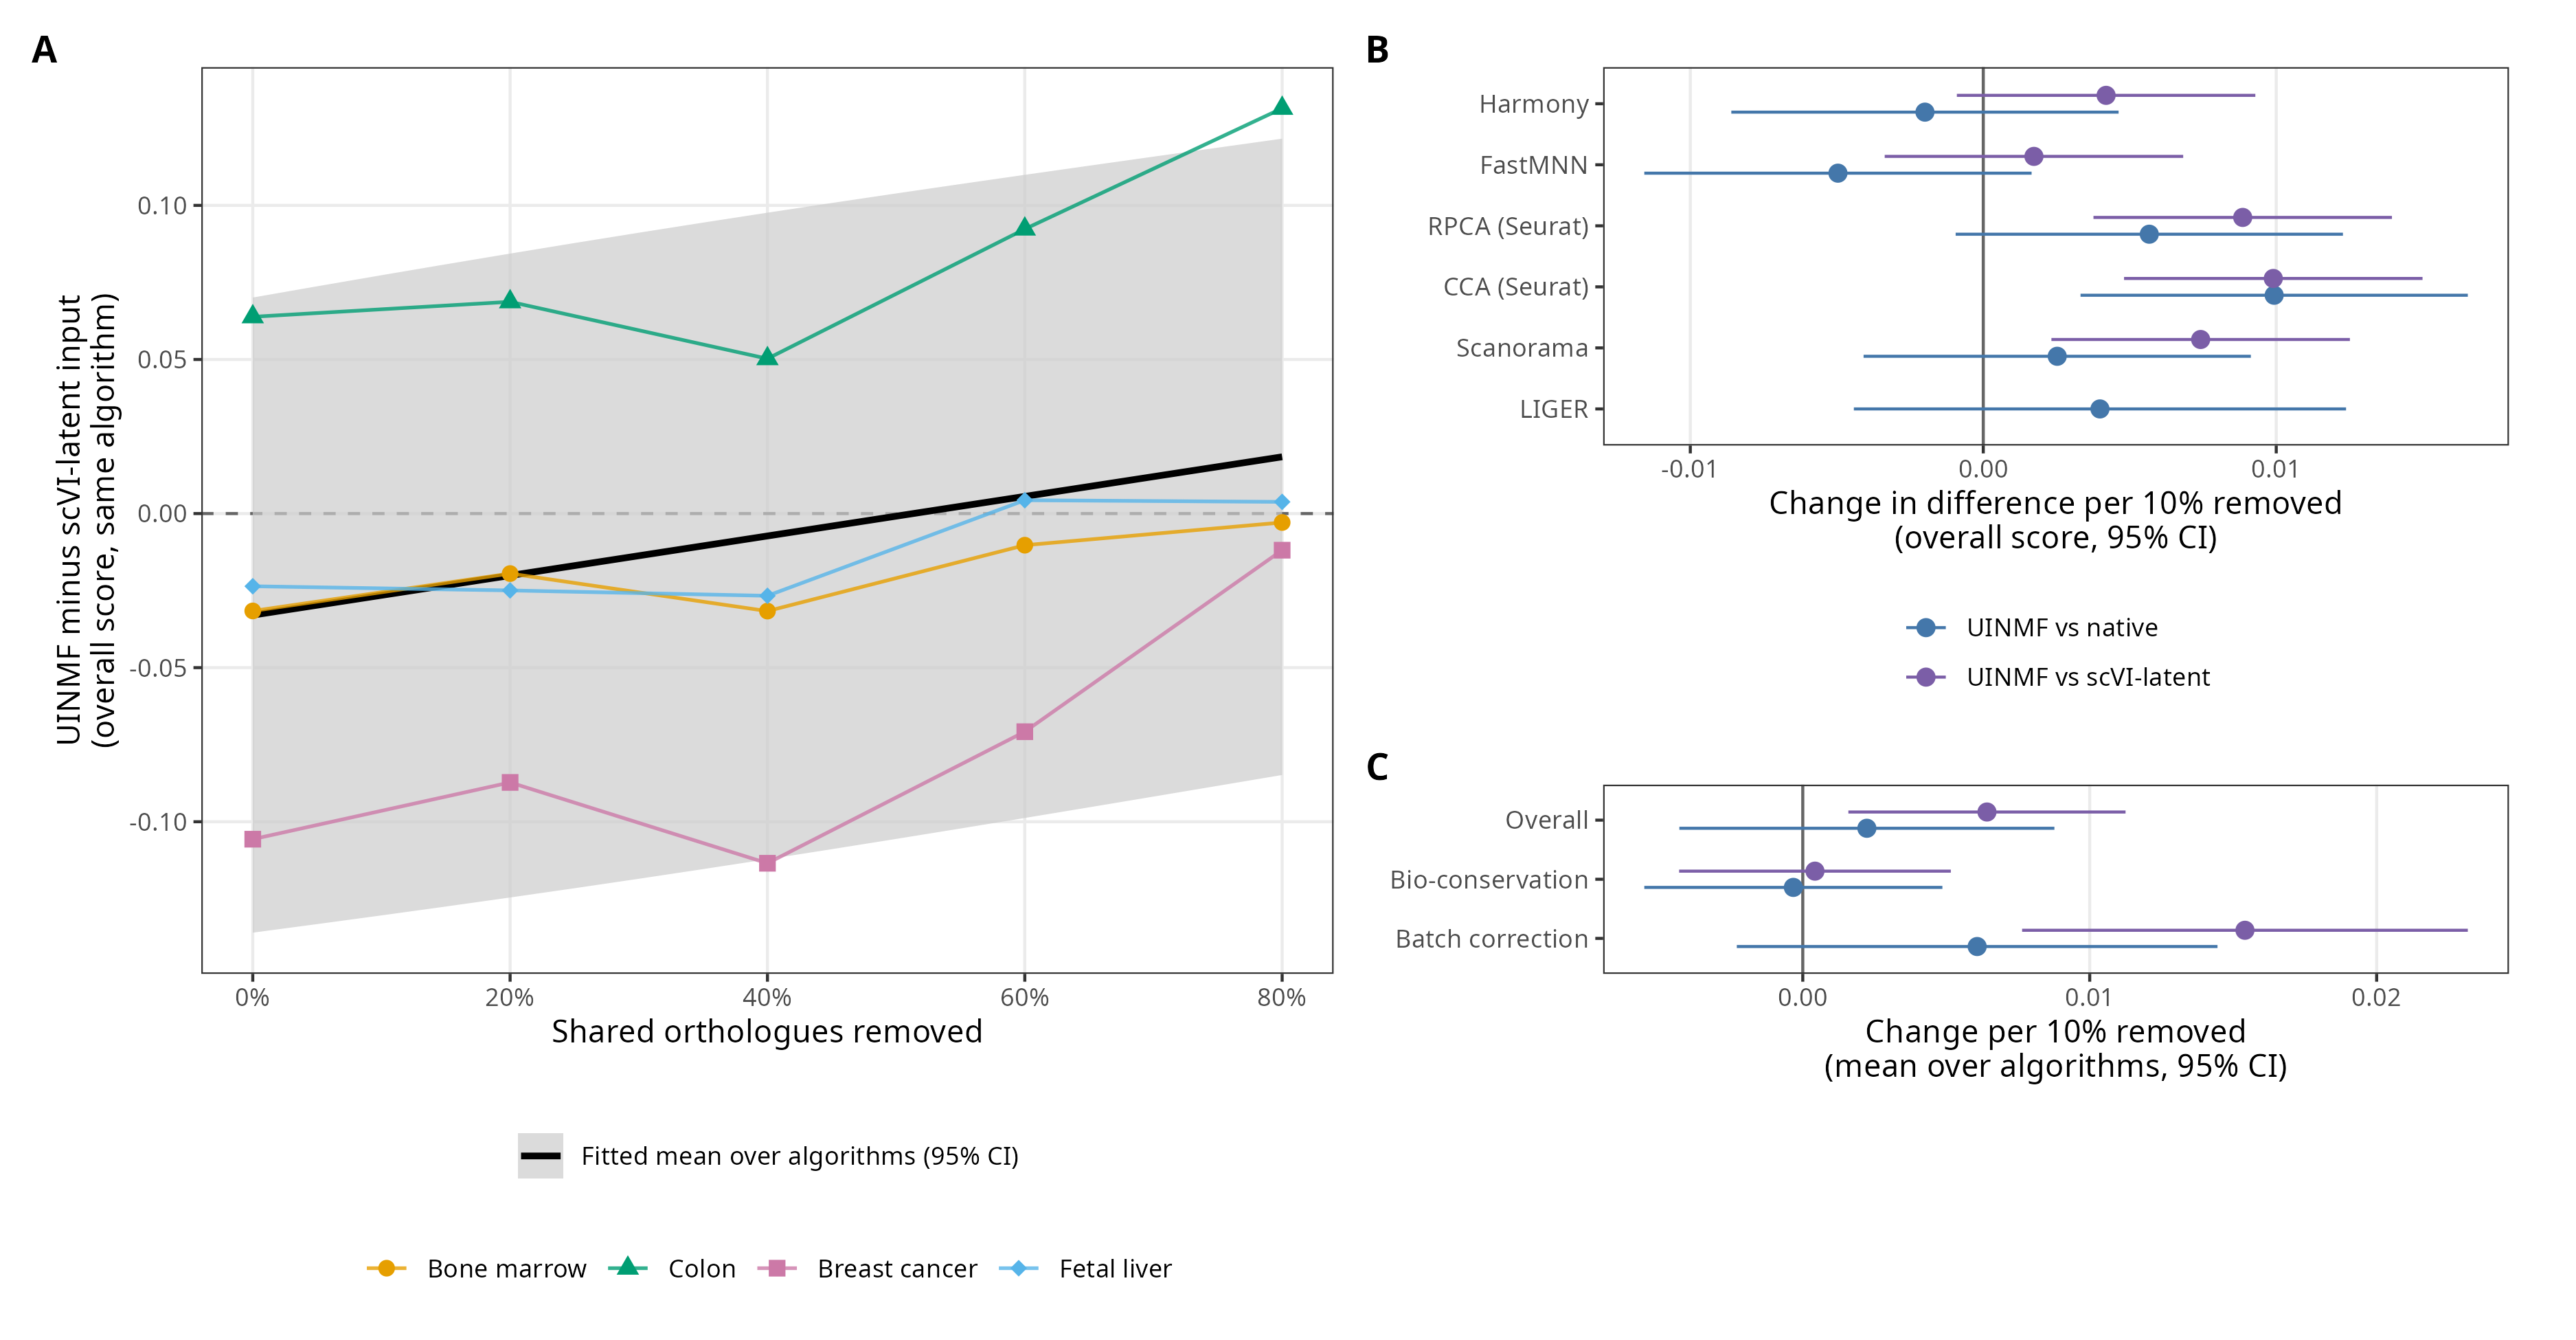 A
UINMF minus scVI-latent input
(overall score, same algorithm)
0.10
0.05
0.00
-0.05
-0.10
0%
20%
40%
60%
80%
Shared orthologues removed
Fitted mean over algorithms (95% CI)
Bone marrow
Colon
Breast cancer
Fetal liver
B
Harmony
FastMNN
RPCA (Seurat)
CCA (Seurat)
Scanorama
LIGER
-0.01
0.00
0.01
Change in difference per 10% removed
(overall score, 95% CI)
UINMF vs native
UINMF vs scVI-latent
C
Overall
Bio-conservation
Batch correction
0.00
0.01
0.02
Change per 10% removed
(mean over algorithms, 95% CI)